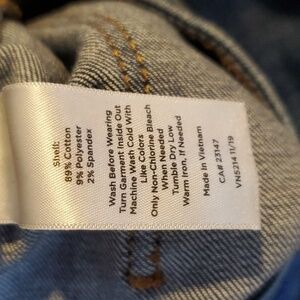 Shell:
89% Cotton
9% Polyester
2% Spandex
Wash Before Wearing
Turn Garment Inside Out
Machine Wash Cold With
Like Colors
Only Non-Chlorine Bleach
When Needed
Tumble Dry Low
Warm Iron, If Needed
Made in Vietnam
CA# 23147
VN5214 11/19